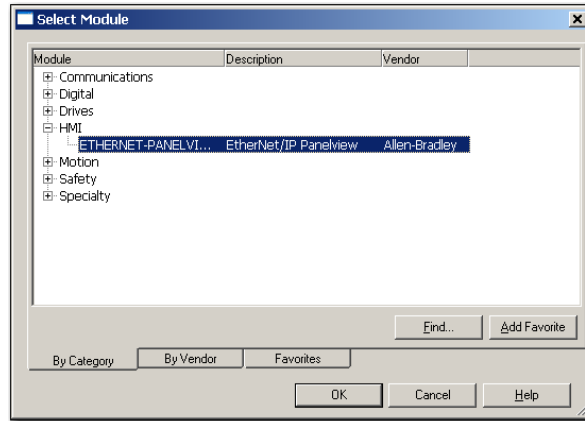 Select Module
Module Description Vendor
Communications
Digital
Drives
HMI
ETHERNET-PANELVI... EtherNet/IP Panelview Allen-Bradley
Motion
Safety
Specialty
Find... Add Favorite
By Category By Vendor Favorites
OK Cancel Help